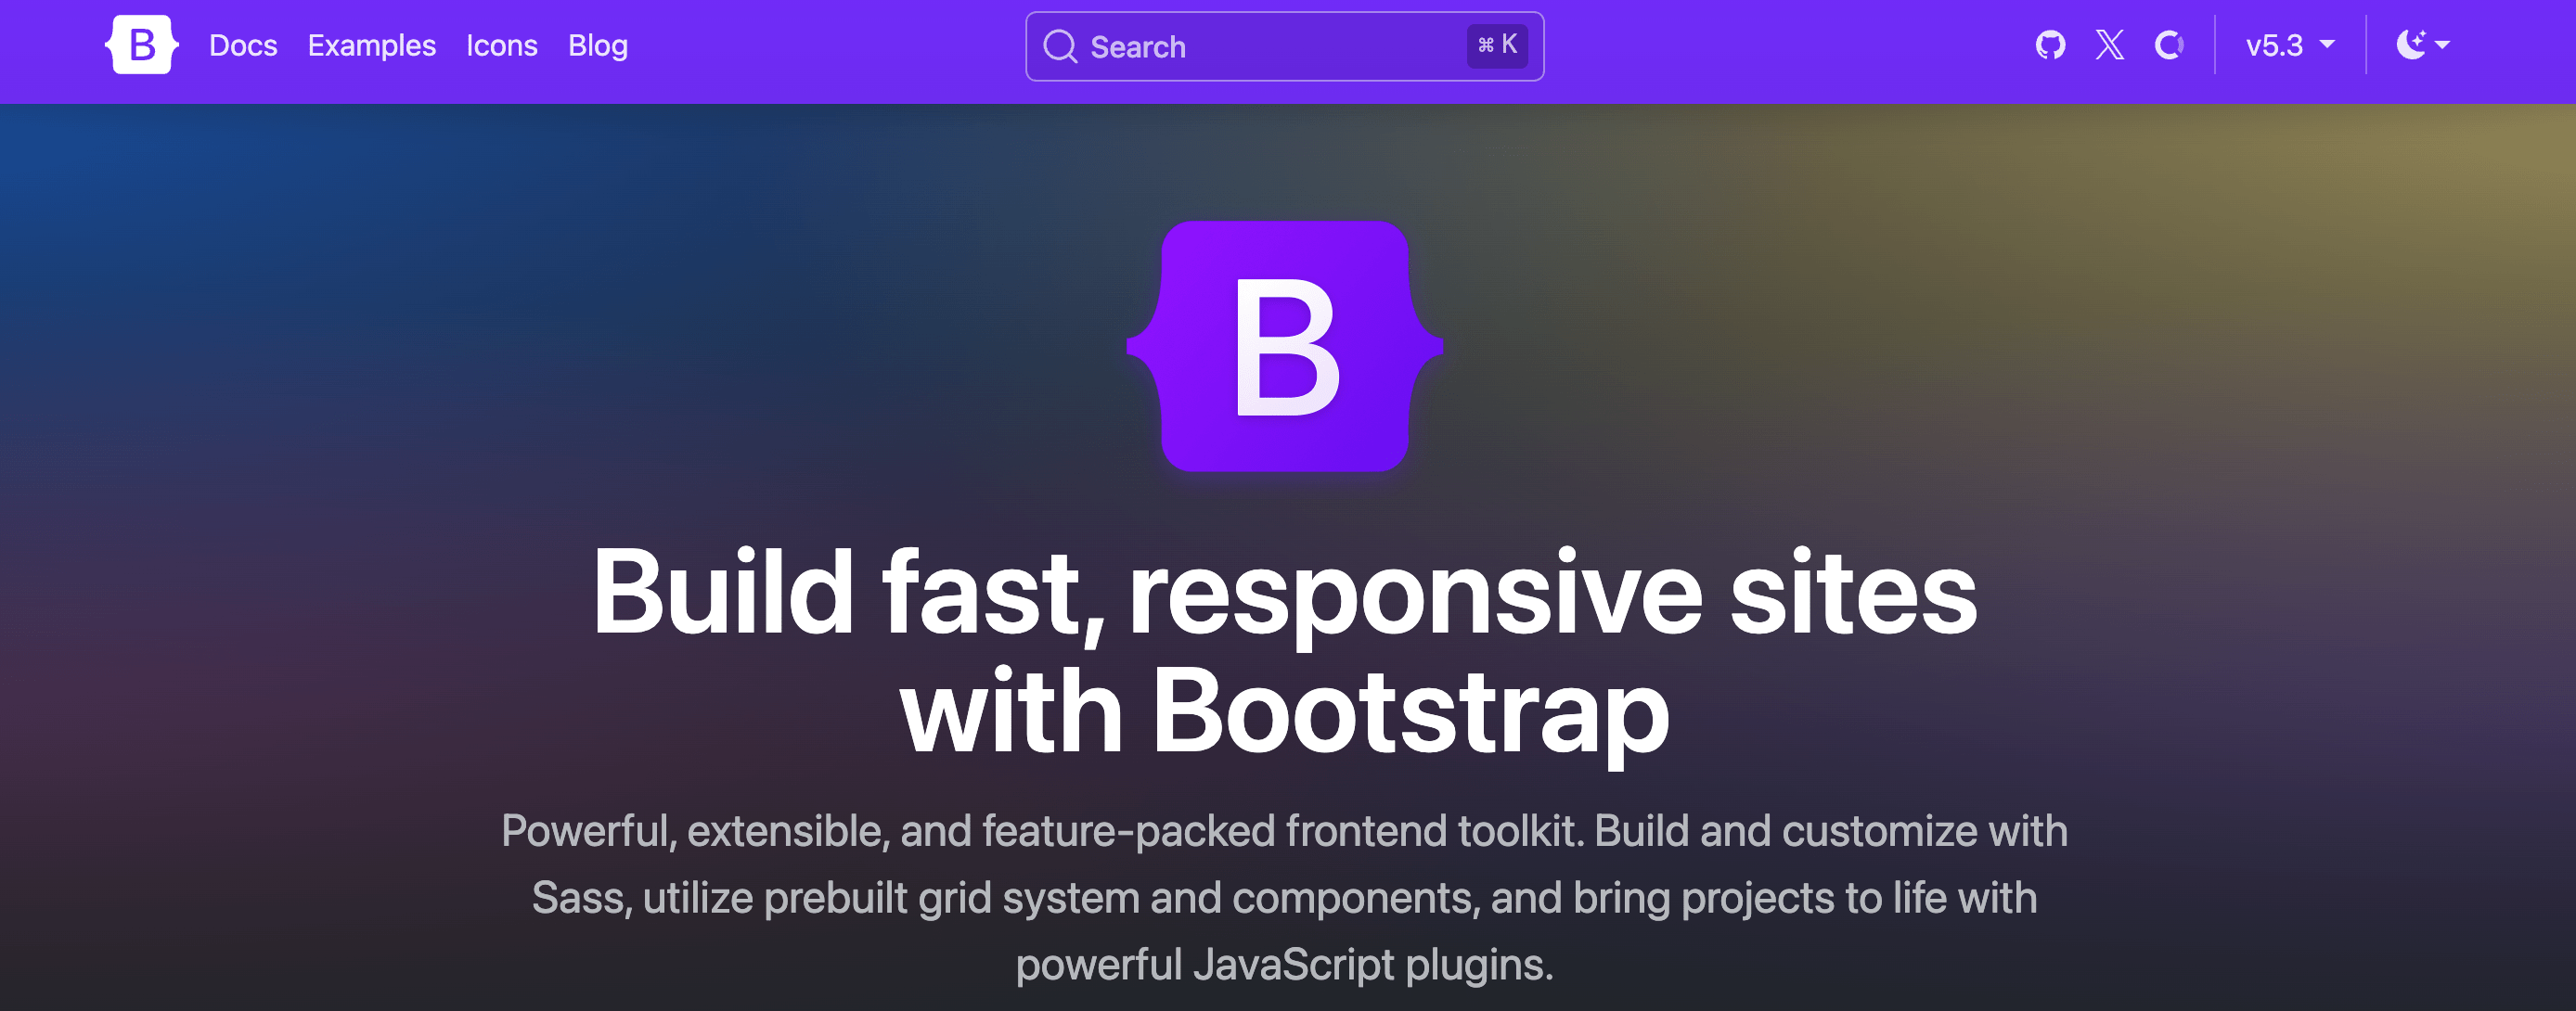 B Docs Examples Icons Blog Search ⌘ K v5.3
B
Build fast, responsive sites
with Bootstrap
Powerful, extensible, and feature-packed frontend toolkit. Build and customize with
Sass, utilize prebuilt grid system and components, and bring projects to life with
powerful JavaScript plugins.